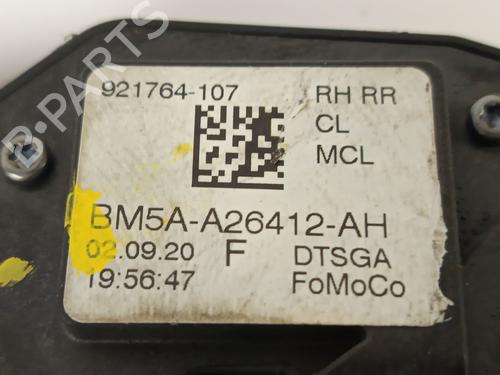 921764-107 RH RR
CL
MCL
BM5A-A26412-AH
02.09.20 F DTSGA
19:56:47 FoMoCo
B-PARTS